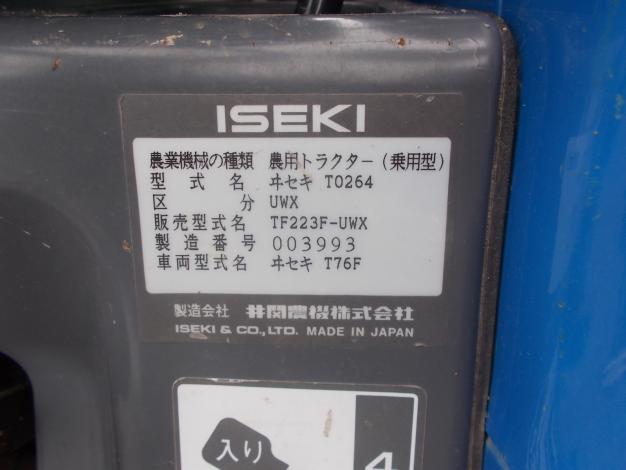 ISEKI
農業機械の種類 農用トラクター(乗用型)
型式名 ヰセキ T0264
区分 UWX
販売型式名 TF223F-UWX
製造番号 003993
車両型式名 ヰセキ T76F
製造会社 井関農機株式会社
ISEKI & CO., LTD. MADE IN JAPAN
入り
4